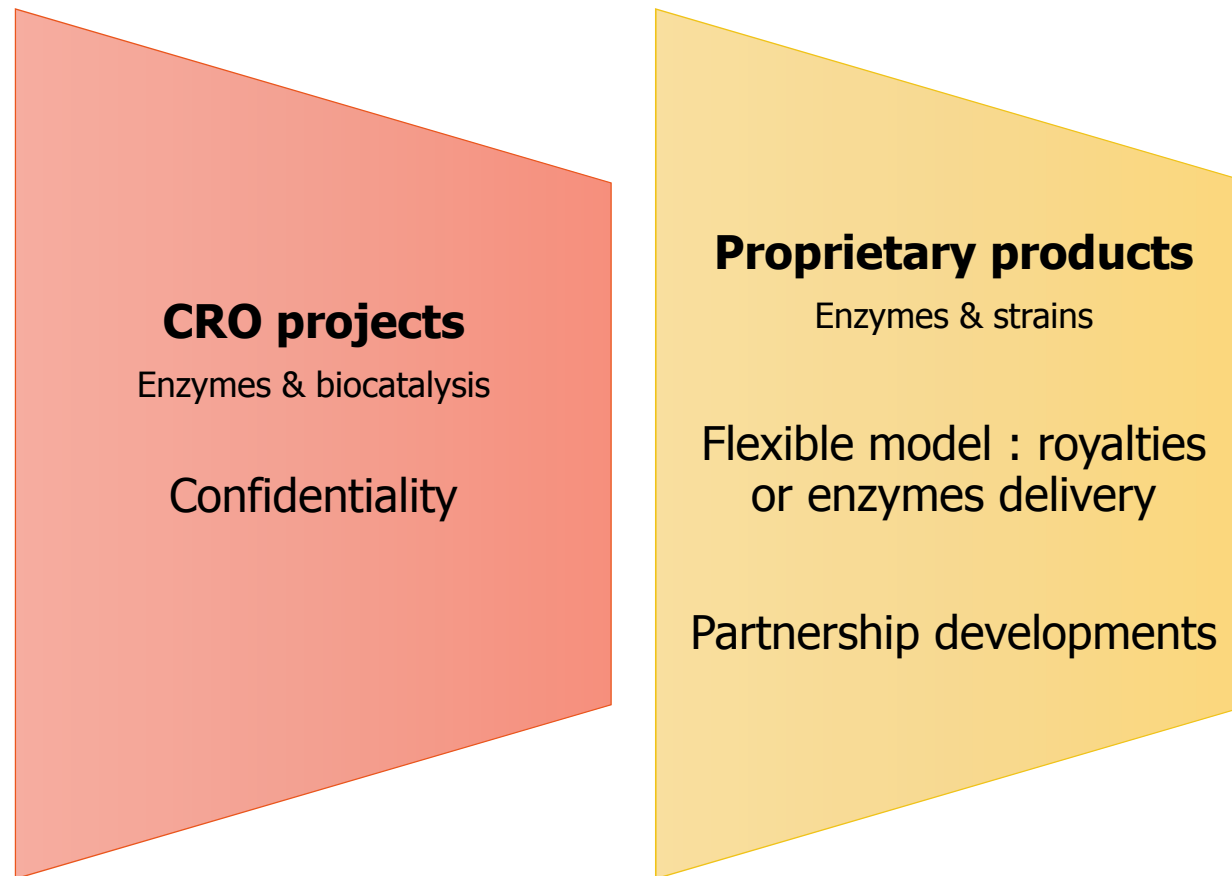 CRO projects
Enzymes & biocatalysis
Confidentiality
Proprietary products
Enzymes & strains
Flexible model : royalties
or enzymes delivery
Partnership developments